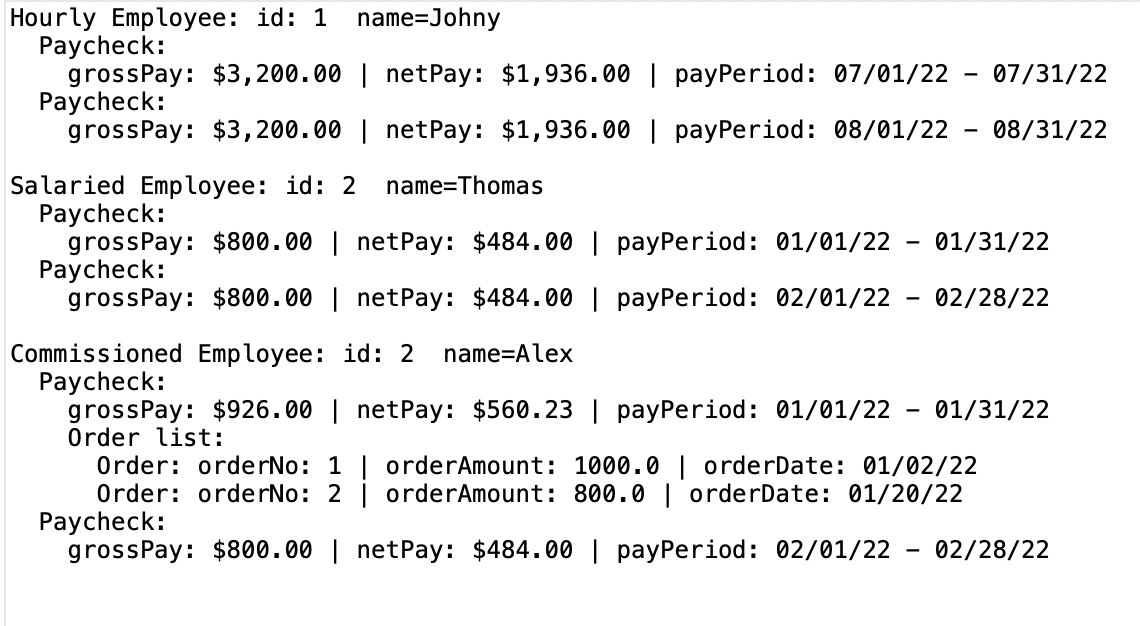 Hourly Employee: id: 1  name=Johny
  Paycheck:
    grossPay: $3,200.00 | netPay: $1,936.00 | payPeriod: 07/01/22 – 07/31/22
  Paycheck:
    grossPay: $3,200.00 | netPay: $1,936.00 | payPeriod: 08/01/22 – 08/31/22

Salaried Employee: id: 2  name=Thomas
  Paycheck:
    grossPay: $800.00 | netPay: $484.00 | payPeriod: 01/01/22 – 01/31/22
  Paycheck:
    grossPay: $800.00 | netPay: $484.00 | payPeriod: 02/01/22 – 02/28/22

Commissioned Employee: id: 2  name=Alex
  Paycheck:
    grossPay: $926.00 | netPay: $560.23 | payPeriod: 01/01/22 – 01/31/22
    Order list:
      Order: orderNo: 1 | orderAmount: 1000.0 | orderDate: 01/02/22
      Order: orderNo: 2 | orderAmount: 800.0 | orderDate: 01/20/22
  Paycheck:
    grossPay: $800.00 | netPay: $484.00 | payPeriod: 02/01/22 – 02/28/22